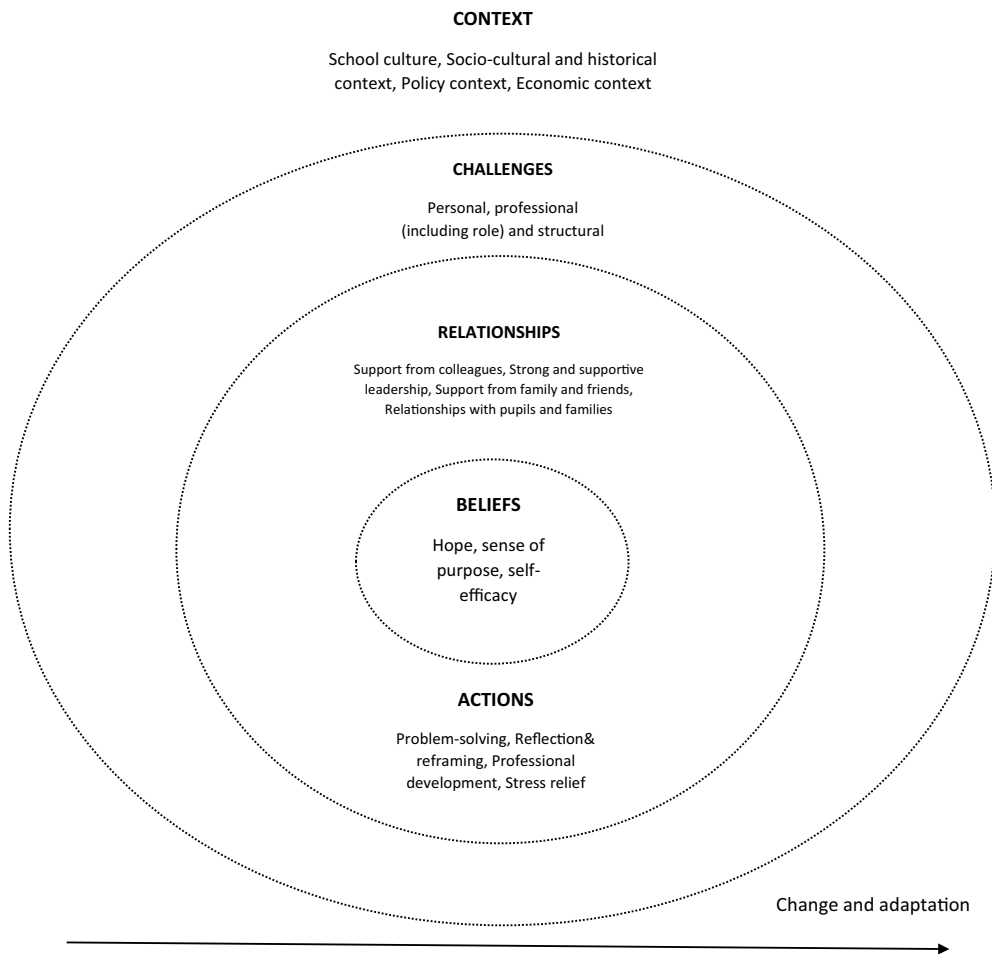 CONTEXT
School culture, Socio-cultural and historical
context, Policy context, Economic context
CHALLENGES
Personal, professional
(including role) and structural
RELATIONSHIPS
Support from colleagues, Strong and supportive
leadership, Support from family and friends,
Relationships with pupils and families
BELIEFS
Hope, sense of
purpose, self-
efficacy
ACTIONS
Problem-solving, Reflection&
reframing, Professional
development, Stress relief
Change and adaptation